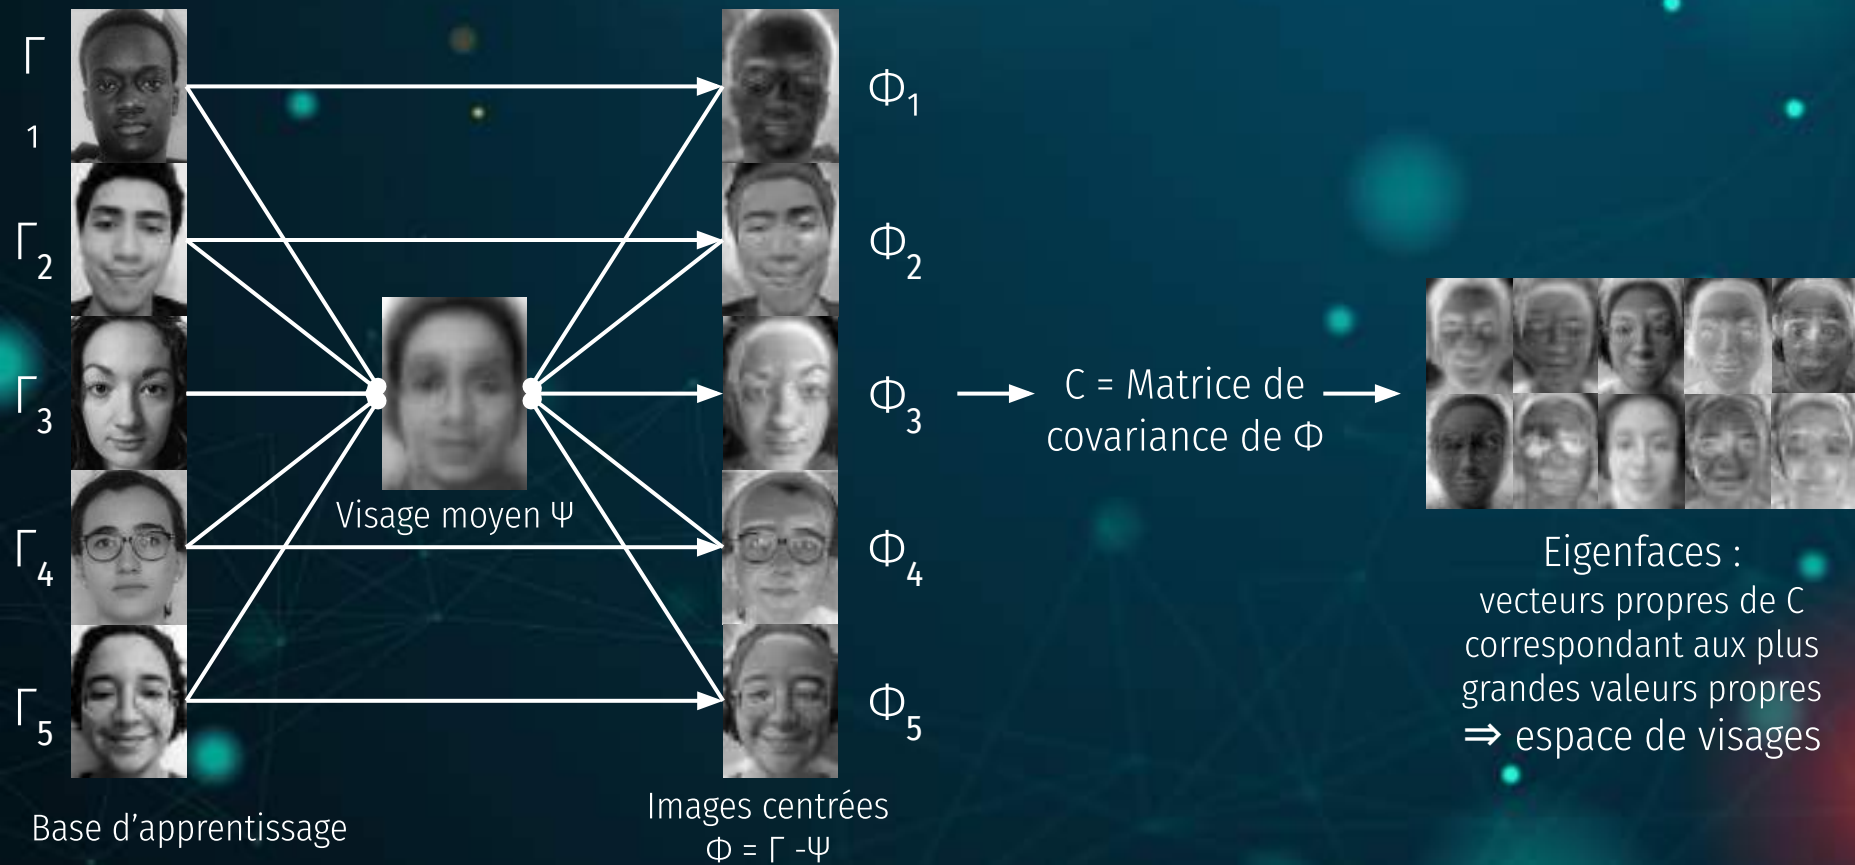 Γ
1
Γ2
Γ3
Γ4
Γ5
Base d'apprentissage
Visage moyen Ψ
Φ1
Φ2
Φ3
Φ4
Φ5
Images centrées
Φ = Γ -Ψ
C = Matrice de
covariance de Φ
Eigenfaces :
vecteurs propres de C
correspondant aux plus
grandes valeurs propres
⇒ espace de visages